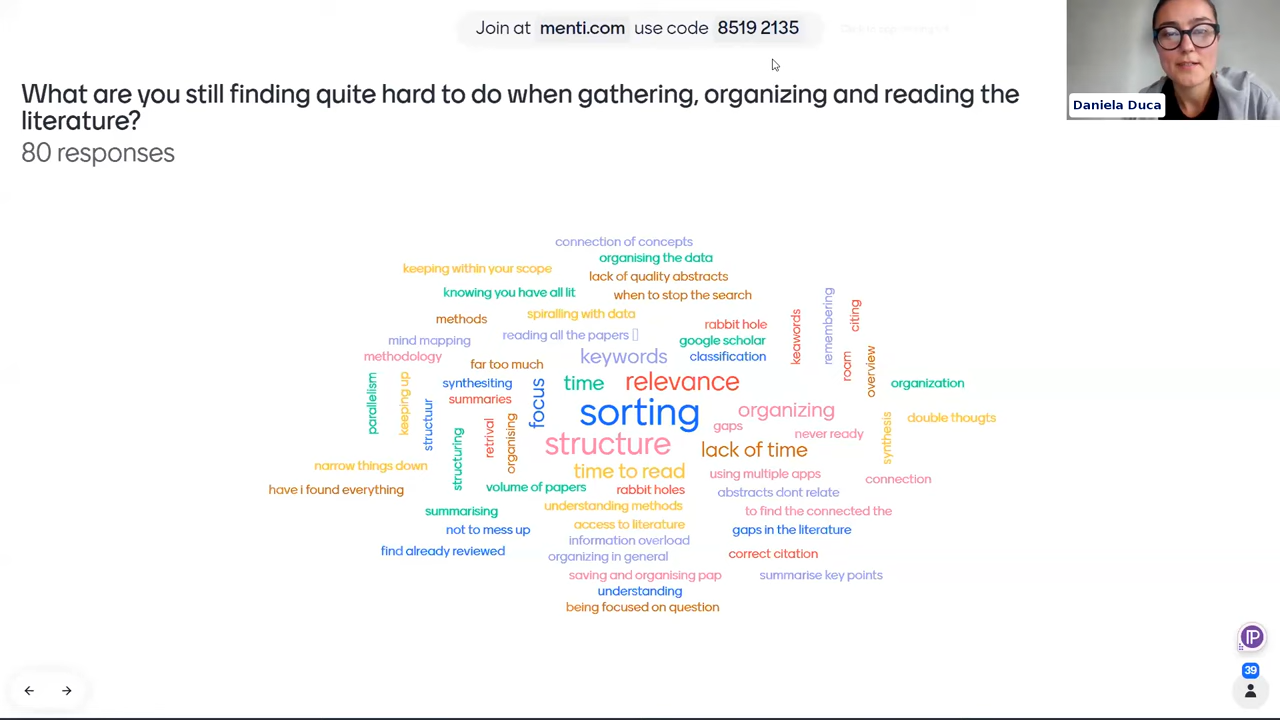 Join at menti.com use code 8519 2135
What are you still finding quite hard to do when gathering, organizing and reading the
literature?
80 responses
Daniela Duca
connection of concepts
organising the data
keeping within your scope
lack of quality abstracts
knowing you have all lit
when to stop the search
methods
spiralling with data
rabbit hole
mind mapping
reading all the papers
google scholar
methodology
far too much
keywords
classification
keawords
remembering
citing
roam
overview
parallelism
keeping up
structuur
synthesiting
summaries
focus
time
relevance
organization
sorting
organizing
gaps
never ready
synthesis
double thougts
structuring
retrival
organising
structure
lack of time
narrow things down
time to read
using multiple apps
connection
have i found everything
volume of papers
rabbit holes
abstracts dont relate
summarising
understanding methods
to find the connected the
not to mess up
access to literature
gaps in the literature
find already reviewed
information overload
organizing in general
correct citation
saving and organising pap
summarise key points
understanding
being focused on question
39